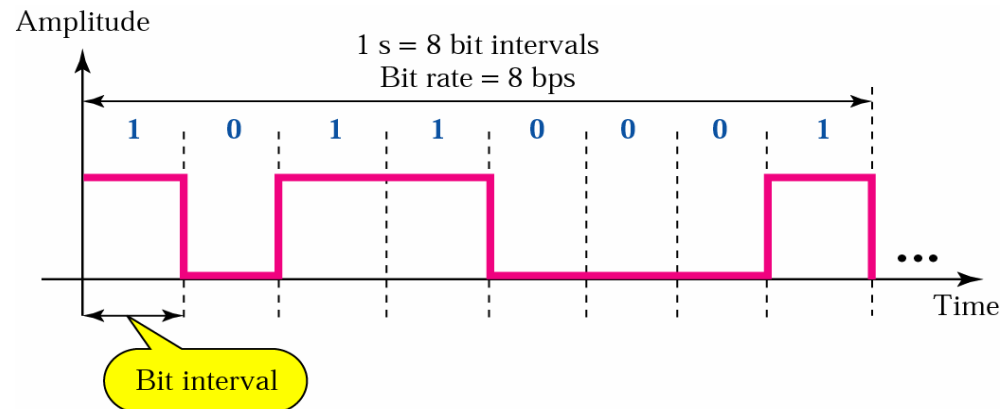 Amplitude
1 s = 8 bit intervals
Bit rate = 8 bps
1 0 1 1 0 0 0 1
...
Time
Bit interval